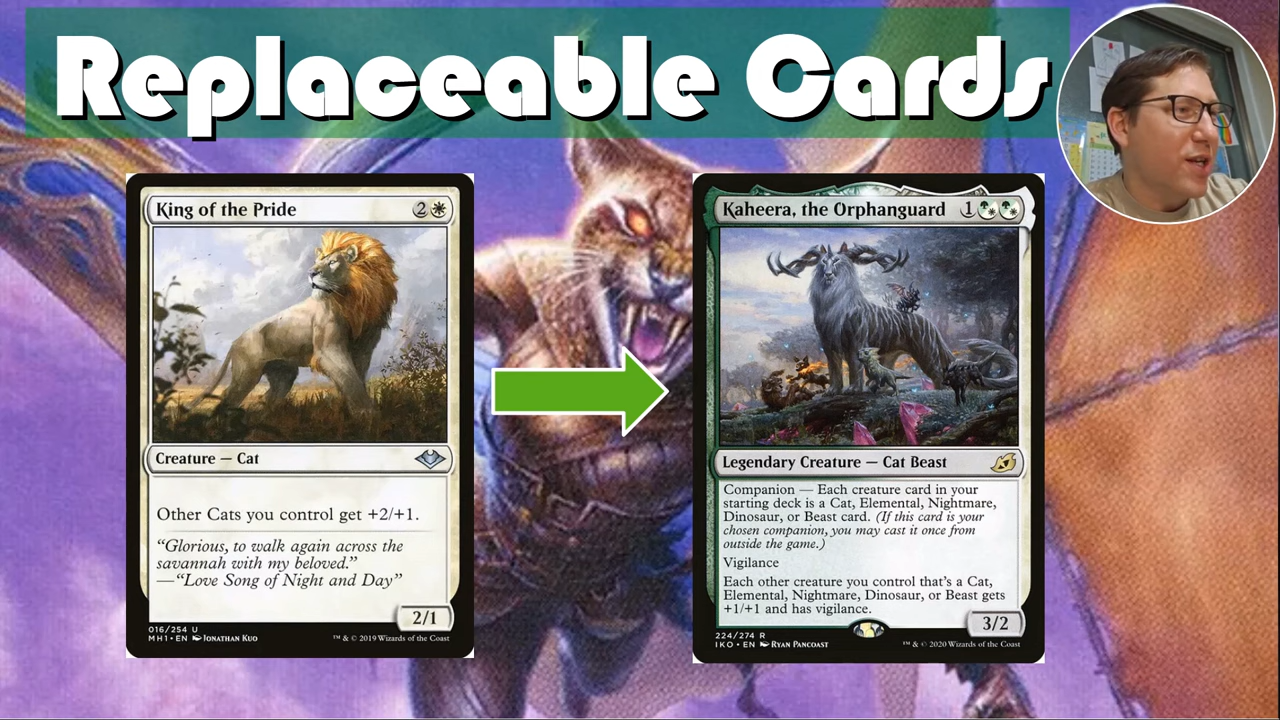 Replaceable Cards
King of the Pride 2
Creature — Cat
Other Cats you control get +2/+1.
“Glorious, to walk again across the
savannah with my beloved.”
—“Love Song of Night and Day”
2/1
016/254 U
MH1 • EN JONATHAN KUO
™ & © 2019 Wizards of the Coast
Kaheera, the Orphanguard 1
Legendary Creature — Cat Beast
Companion — Each creature card in your
starting deck is a Cat, Elemental, Nightmare,
Dinosaur, or Beast card. (If this card is your
chosen companion, you may cast it once from
outside the game.)
Vigilance
Each other creature you control that’s a Cat,
Elemental, Nightmare, Dinosaur, or Beast gets
+1/+1 and has vigilance.
3/2
224/274 R
IKO • EN RYAN PANCOAST
™ & © 2020 Wizards of the Coast